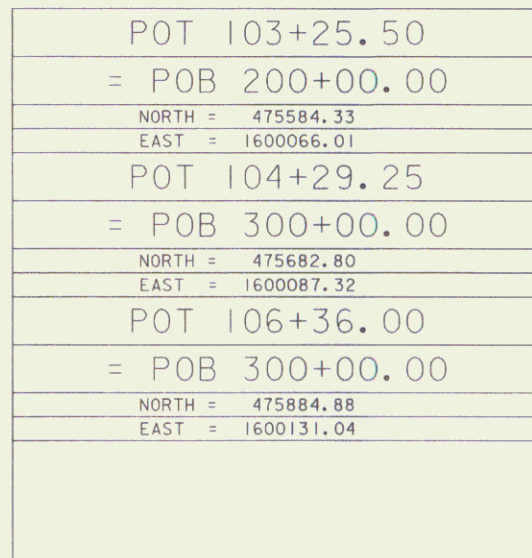 POT 103+25.50
= POB 200+00.00
NORTH = 475584.33
EAST = 1600066.01
POT 104+29.25
= POB 300+00.00
NORTH = 475682.80
EAST = 1600087.32
POT 106+36.00
= POB 300+00.00
NORTH = 475884.88
EAST = 1600131.04